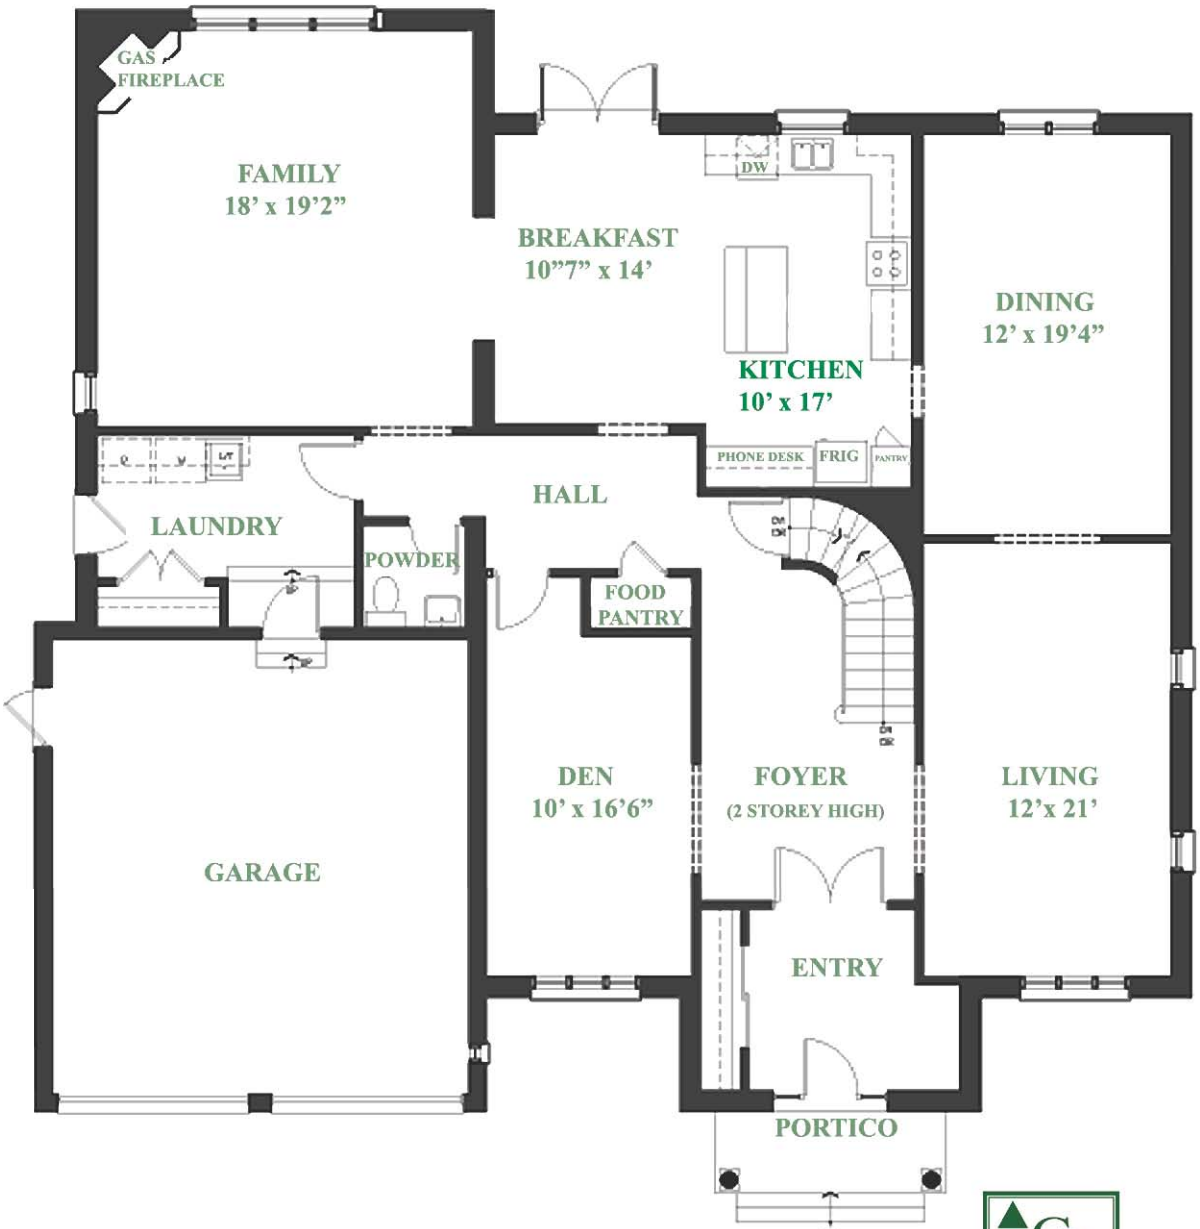 GAS
FIREPLACE
FAMILY
18’ x 19’2”
BREAKFAST
10”7” x 14’
DW
KITCHEN
10’ x 17’
DINING
12’ x 19’4”
PHONE DESK
FRIG
PANTRY
HALL
LAUNDRY
POWDER
FOOD
PANTRY
DEN
10’ x 16’6”
FOYER
(2 STOREY HIGH)
LIVING
12’x 21’
GARAGE
ENTRY
PORTICO
G